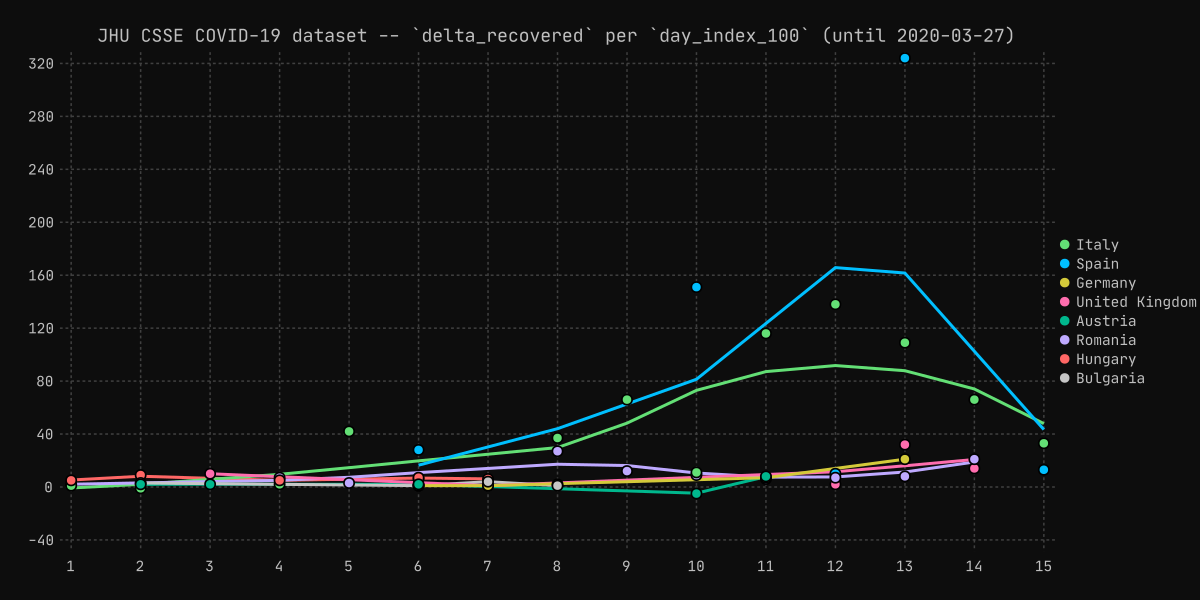 JHU CSSE COVID-19 dataset -- `delta_recovered` per `day_index_100` (until 2020-03-27)
320
280
240
200
160
120
80
40
0
-40
1 2 3 4 5 6 7 8 9 10 11 12 13 14 15
Italy
Spain
Germany
United Kingdom
Austria
Romania
Hungary
Bulgaria